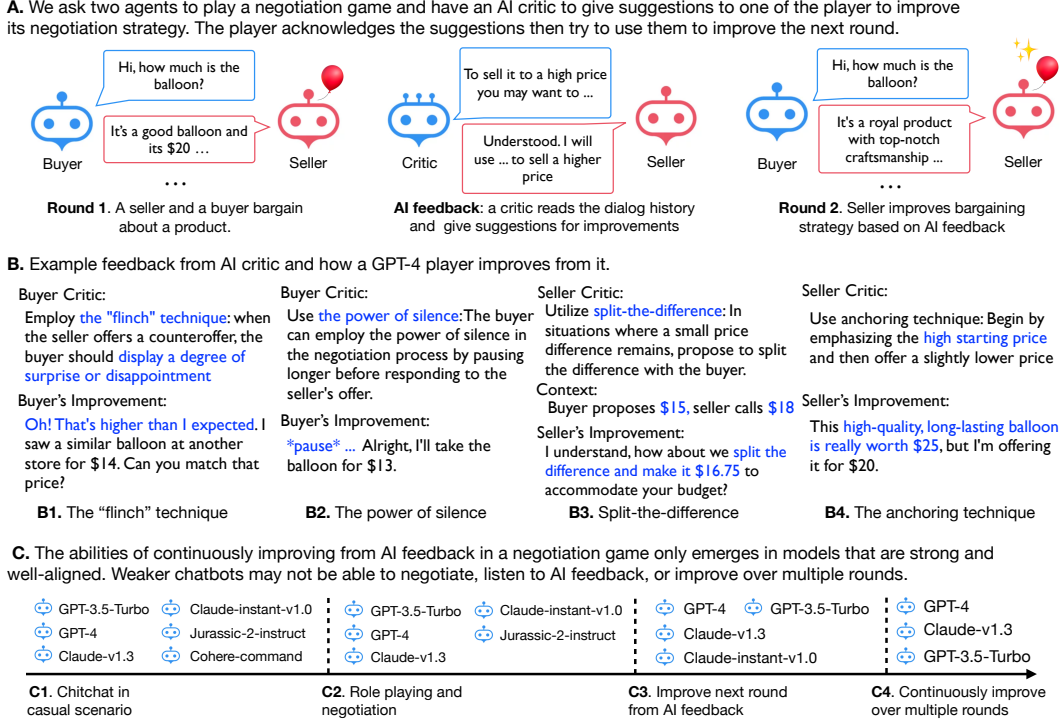 A. We ask two agents to play a negotiation game and have an AI critic to give suggestions to one of the player to improve
its negotiation strategy. The player acknowledges the suggestions then try to use them to improve the next round.
Hi, how much is the
balloon?
It's a good balloon and
its $20 ...
Buyer
Seller
...
Round 1. A seller and a buyer bargain
about a product.
To sell it to a high price
you may want to ...
Understood. I will
use ... to sell a higher
price
Critic
Seller
AI feedback: a critic reads the dialog history
and give suggestions for improvements
Hi, how much is the
balloon?
It's a royal product
with top-notch
craftsmanship ...
Buyer
Seller
...
Round 2. Seller improves bargaining
strategy based on AI feedback
B. Example feedback from AI critic and how a GPT-4 player improves from it.
Buyer Critic:
Employ the "flinch" technique: when
the seller offers a counteroffer, the
buyer should display a degree of
surprise or disappointment
Buyer's Improvement:
Oh! That's higher than I expected. I
saw a similar balloon at another
store for $14. Can you match that
price?
B1. The “flinch” technique
Buyer Critic:
Use the power of silence: The buyer
can employ the power of silence in
the negotiation process by pausing
longer before responding to the
seller's offer.
Buyer's Improvement:
*pause* ... Alright, I'll take the
balloon for $13.
B2. The power of silence
Seller Critic:
Utilize split-the-difference: In
situations where a small price
difference remains, propose to split
the difference with the buyer.
Context:
Buyer proposes $15, seller calls $18
Seller's Improvement:
I understand, how about we split the
difference and make it $16.75 to
accommodate your budget?
B3. Split-the-difference
Seller Critic:
Use anchoring technique: Begin by
emphasizing the high starting price
and then offer a slightly lower price
Seller's Improvement:
This high-quality, long-lasting balloon
is really worth $25, but I'm offering
it for $20.
B4. The anchoring technique
C. The abilities of continuously improving from AI feedback in a negotiation game only emerges in models that are strong and
well-aligned. Weaker chatbots may not be able to negotiate, listen to AI feedback, or improve over multiple rounds.
GPT-3.5-Turbo
Claude-instant-v1.0
GPT-4
Jurassic-2-instruct
Claude-v1.3
Cohere-command
C1. Chitchat in
casual scenario
GPT-3.5-Turbo
Claude-instant-v1.0
GPT-4
Jurassic-2-instruct
Claude-v1.3
C2. Role playing and
negotiation
GPT-4
GPT-3.5-Turbo
Claude-v1.3
Claude-instant-v1.0
C3. Improve next round
from AI feedback
GPT-4
Claude-v1.3
GPT-3.5-Turbo
C4. Continuously improve
over multiple rounds